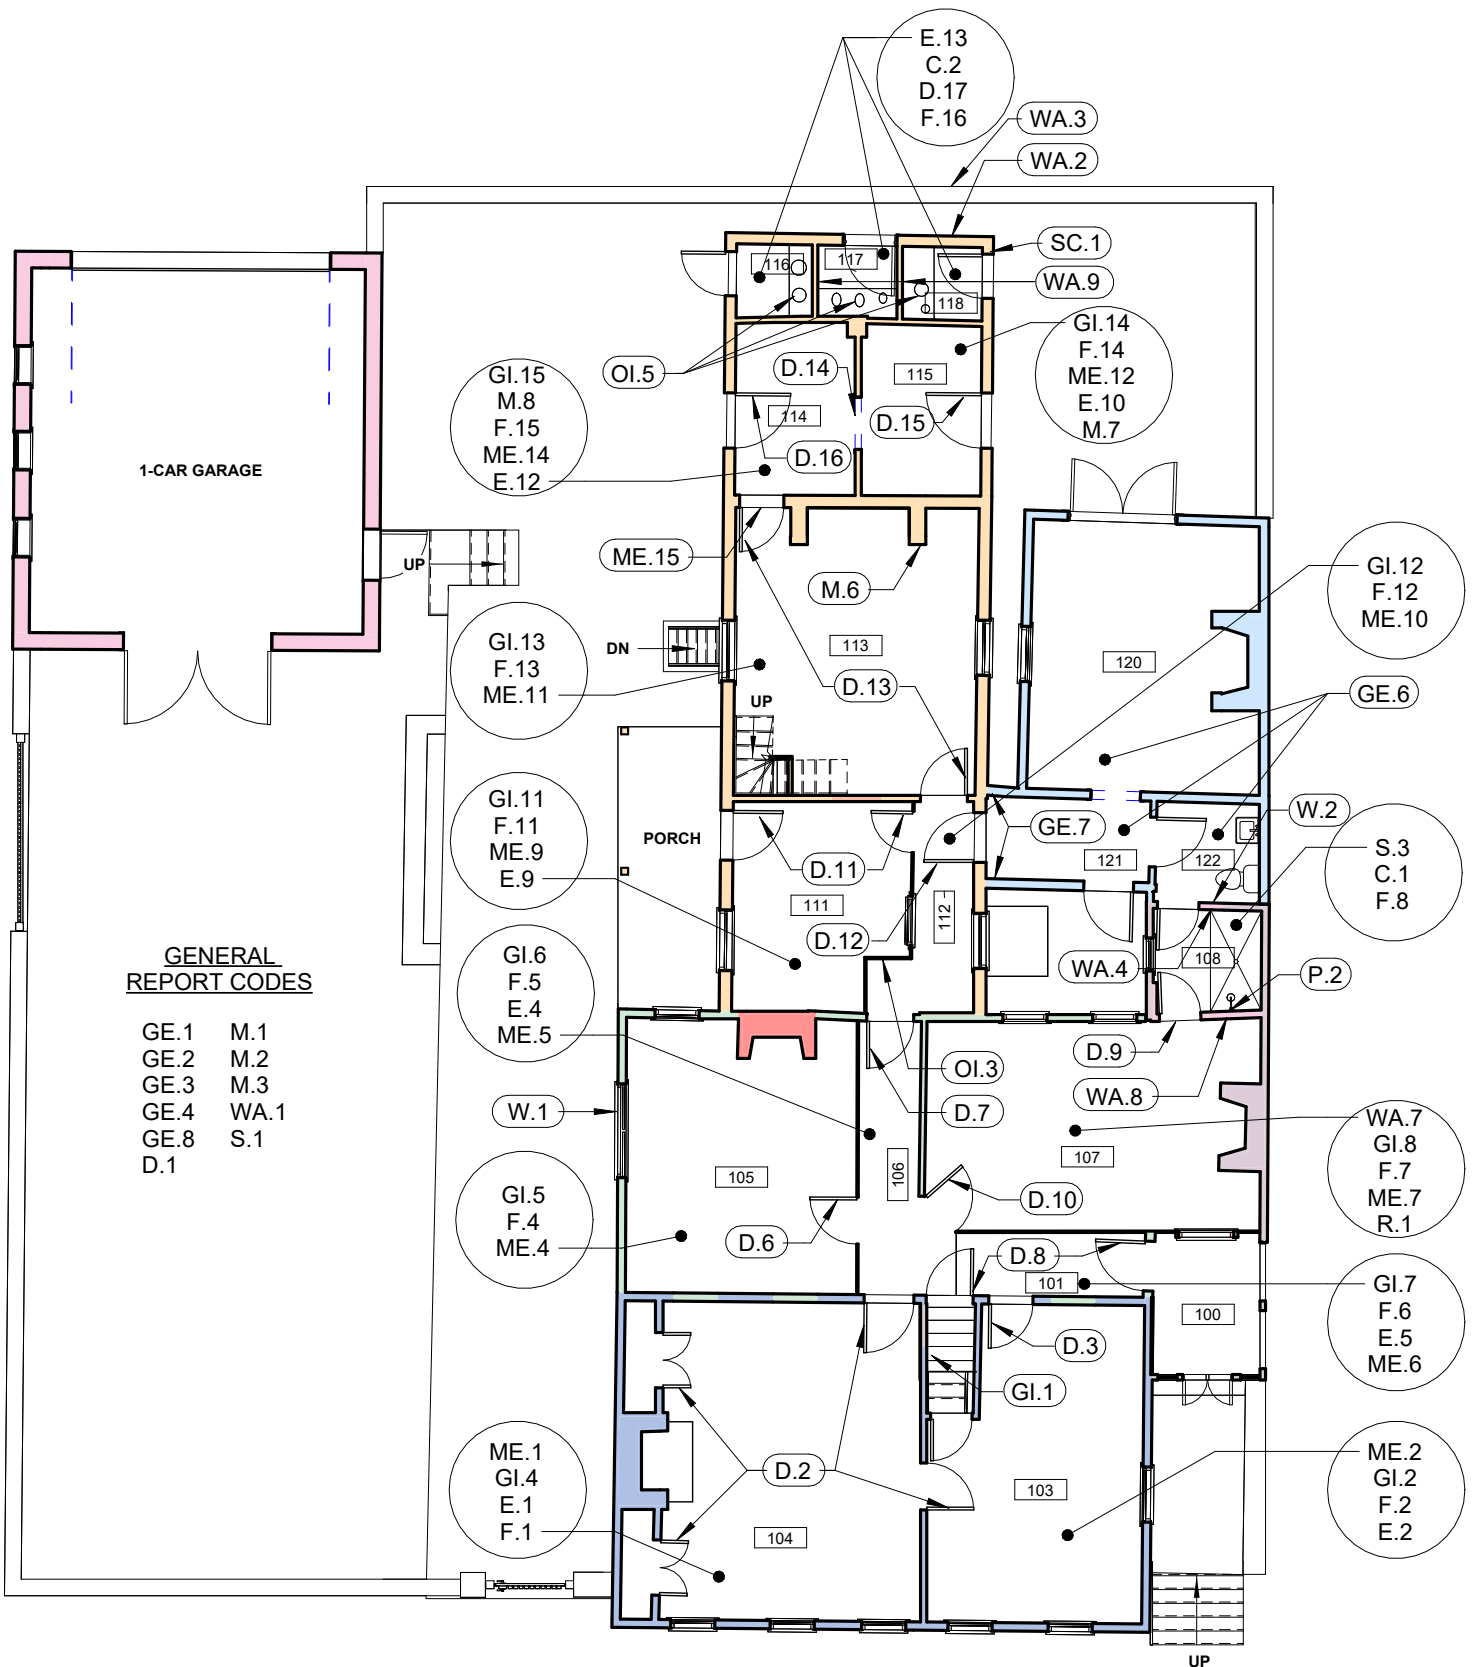 E.13
C.2
D.17
F.16
WA.3
WA.2
SC.1
WA.9
116
117
118
GI.14
F.14
ME.12
E.10
M.7
OI.5
D.14
115
D.15
114
D.16
GI.15
M.8
F.15
ME.14
E.12
1-CAR GARAGE
UP
ME.15
M.6
GI.12
F.12
ME.10
GI.13
F.13
ME.11
DN
113
D.13
UP
120
GE.6
GI.11
F.11
ME.9
E.9
PORCH
D.11
GE.7
121
122
W.2
S.3
C.1
F.8
111
112
D.12
WA.4
108
P.2
GENERAL
REPORT CODES
GE.1 M.1
GE.2 M.2
GE.3 M.3
GE.4 WA.1
GE.8 S.1
D.1
GI.6
F.5
E.4
ME.5
D.9
OI.3
WA.8
W.1
D.7
WA.7
GI.8
F.7
ME.7
R.1
105
106
107
GI.5
F.4
ME.4
D.6
D.10
D.8
101
100
GI.7
F.6
E.5
ME.6
D.3
GI.1
ME.1
GI.4
E.1
F.1
D.2
103
104
ME.2
GI.2
F.2
E.2
UP